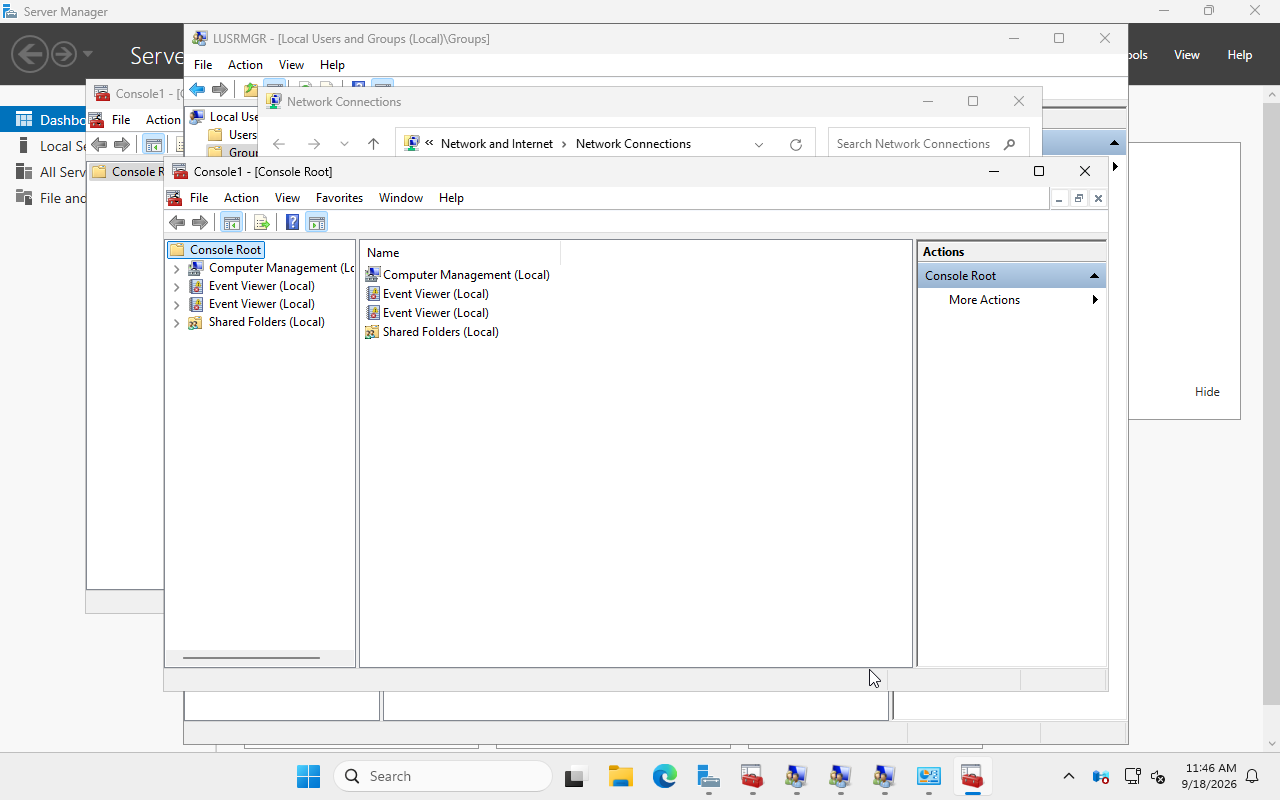 Server Manager
Serve
ools
View
Help
Dashbo
Local Se
All Serv
File and
Hide
Console1 - [C
File
Action
Console R
LUSRMGR - [Local Users and Groups (Local)\Groups]
File
Action
View
Help
Local Use
Users
Group
Network Connections
« Network and Internet › Network Connections
Search Network Connections
Console1 - [Console Root]
File
Action
View
Favorites
Window
Help
Console Root
Computer Management (Lc
Event Viewer (Local)
Event Viewer (Local)
Shared Folders (Local)
Name
Computer Management (Local)
Event Viewer (Local)
Event Viewer (Local)
Shared Folders (Local)
Actions
Console Root
More Actions
Search
11:46 AM
9/18/2026